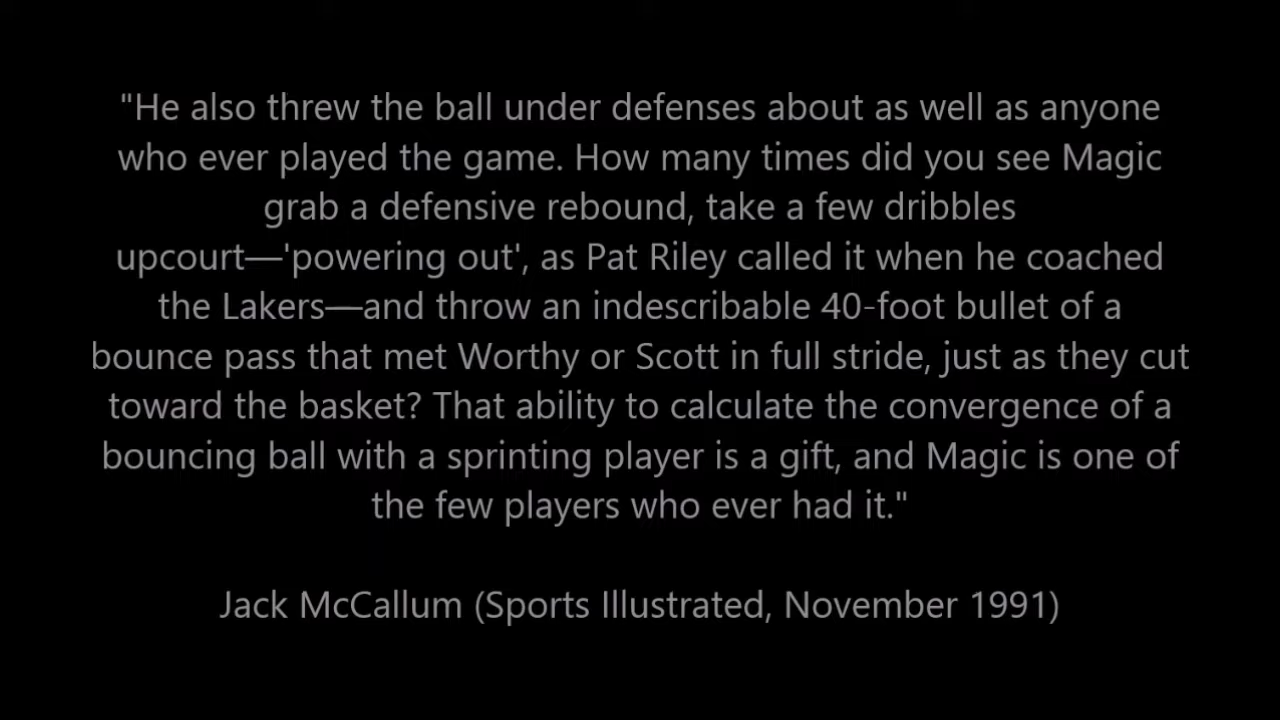 "He also threw the ball under defenses about as well as anyone
who ever played the game. How many times did you see Magic
grab a defensive rebound, take a few dribbles
upcourt—'powering out', as Pat Riley called it when he coached
the Lakers—and throw an indescribable 40-foot bullet of a
bounce pass that met Worthy or Scott in full stride, just as they cut
toward the basket? That ability to calculate the convergence of a
bouncing ball with a sprinting player is a gift, and Magic is one of
the few players who ever had it."
Jack McCallum (Sports Illustrated, November 1991)